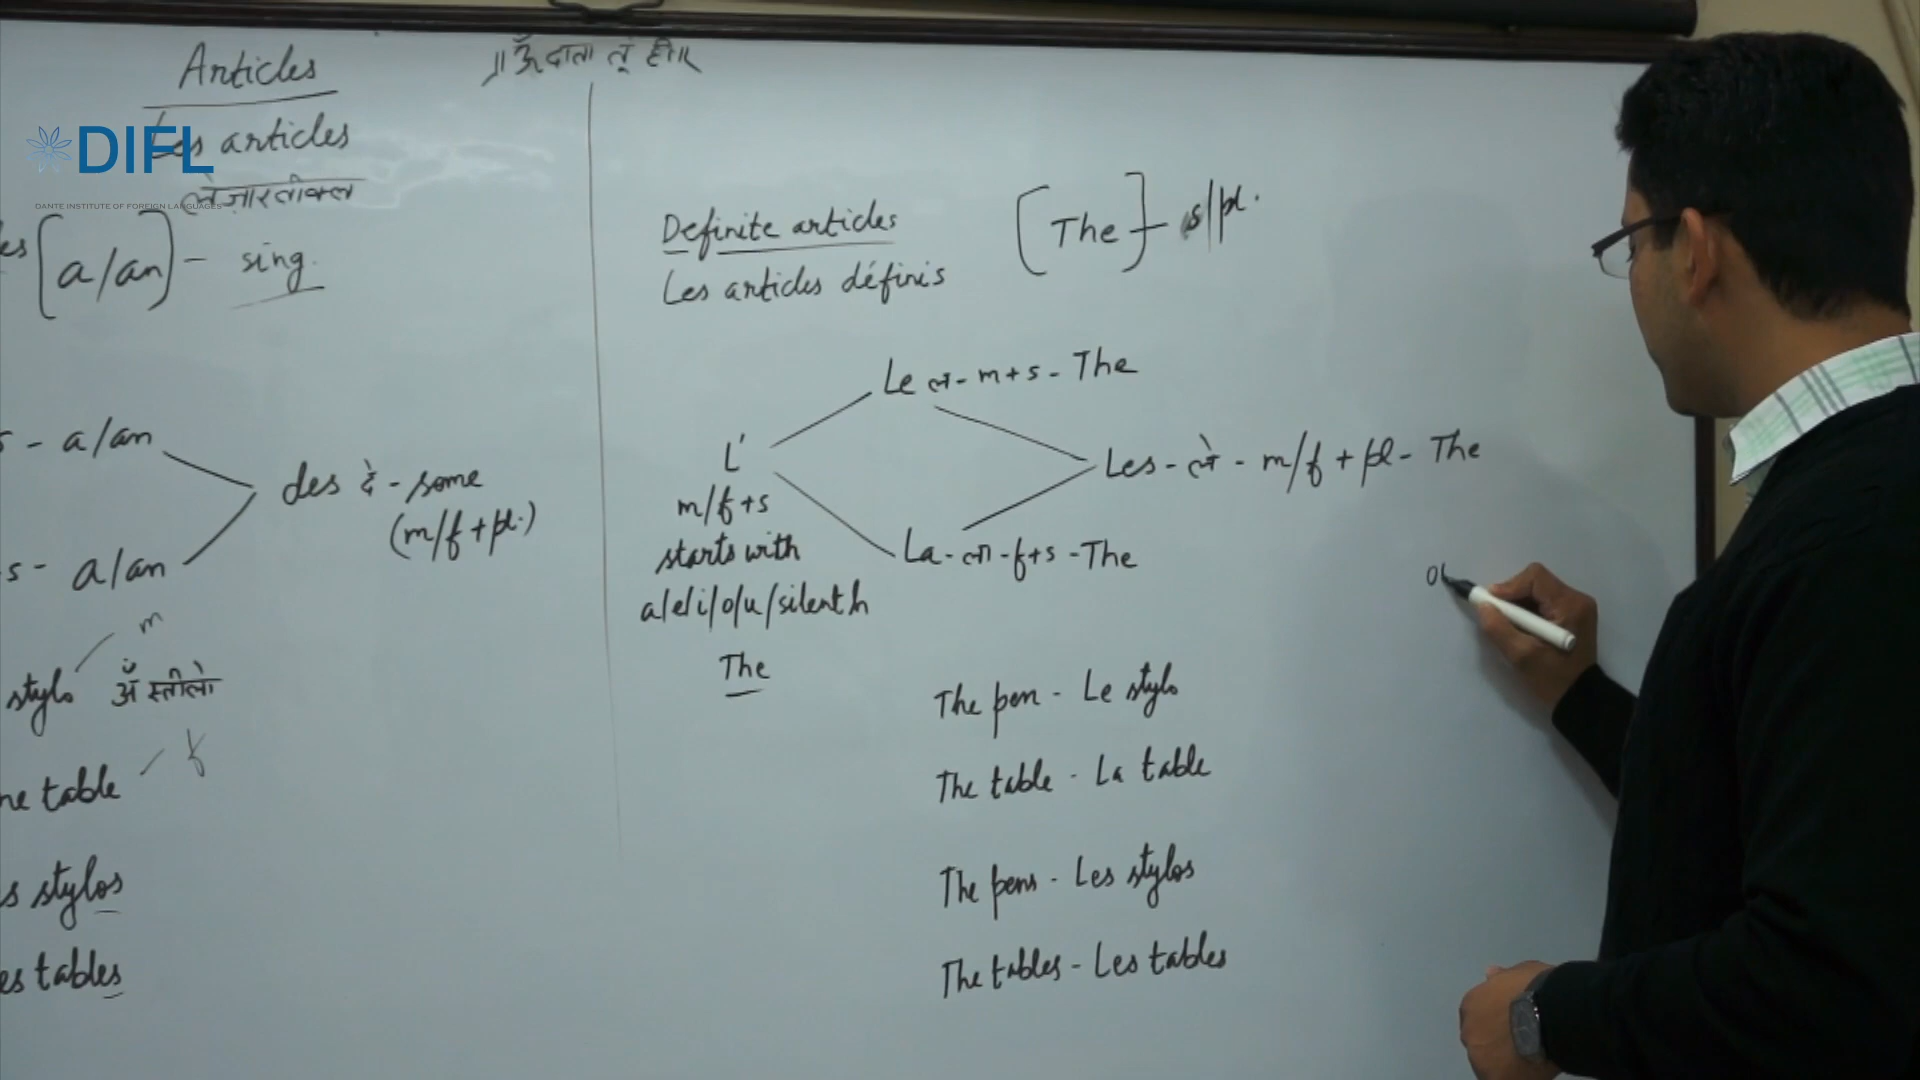 Articles
॥ॐ दाता तू ही॥
Les articles
DIFL
DANTE INSTITUTE OF FOREIGN LANGUAGES
लेज़ारतीक्ल
es [a/an] - sing.
s - a/an
des दे - some
(m/f + pl.)
s - a/an
m
stylo अँ स्तीलो
f
ne table
s stylos
es tables
Definite articles [The] - s/pl.
Les articles définis
Le ल - m + s - The
L'
m/f + s
starts with
a/e/i/o/u/silent h
The
Les - ले - m/f + pl - The
La - ला - f + s - The
The pen - Le stylo
The table - La table
The pens - Les stylos
The tables - Les tables